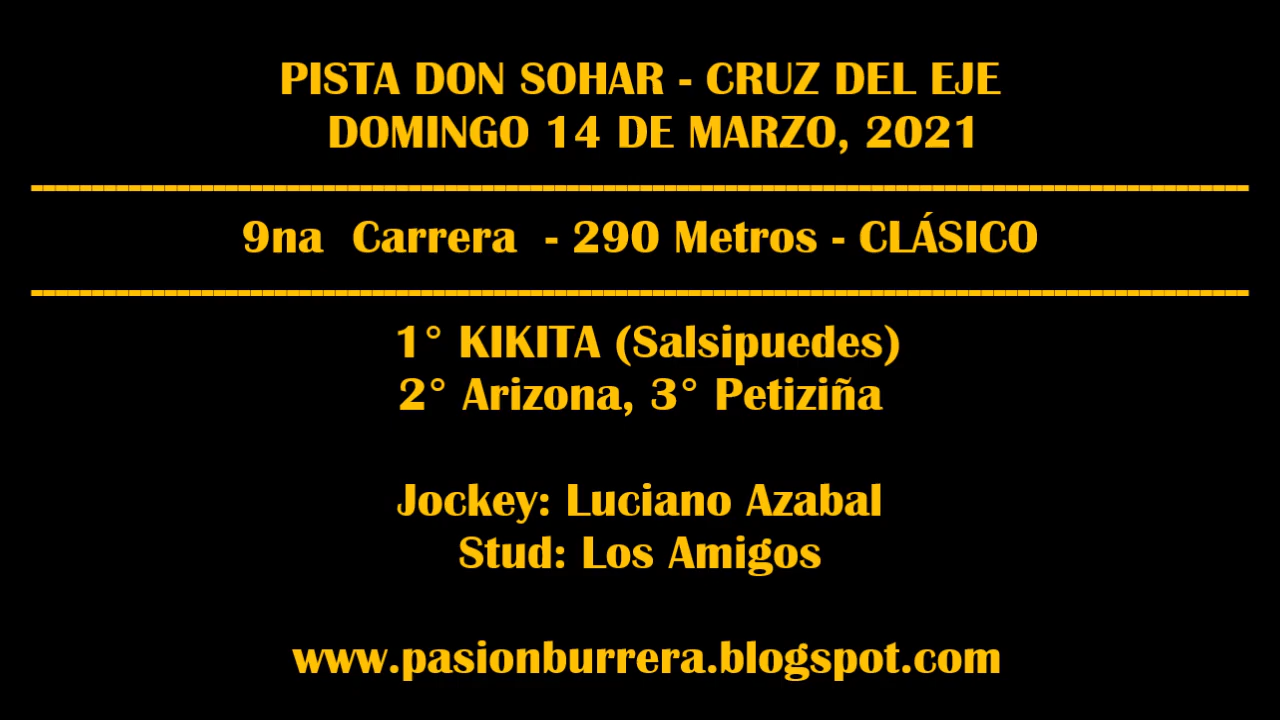 PISTA DON SOHAR - CRUZ DEL EJE
DOMINGO 14 DE MARZO, 2021
9na Carrera - 290 Metros - CLÁSICO
1° KIKITA (Salsipuedes)
2° Arizona, 3° Petiziña
Jockey: Luciano Azabal
Stud: Los Amigos
www.pasionburrera.blogspot.com